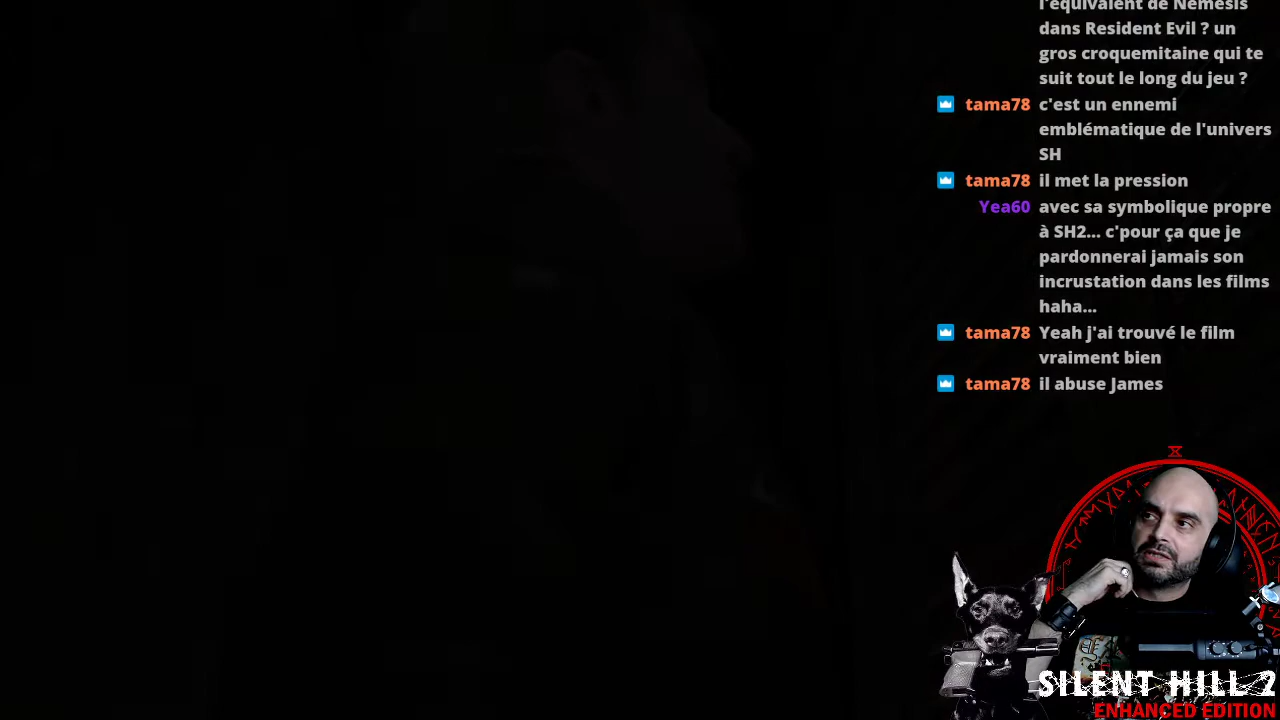 l'équivalent de Nemesis
dans Resident Evil ? un
gros croquemitaine qui te
suit tout le long du jeu ?
tama78 c'est un ennemi
emblématique de l'univers
SH
tama78 il met la pression
Yea60 avec sa symbolique propre
à SH2... c'pour ça que je
pardonnerai jamais son
incrustation dans les films
haha...
tama78 Yeah j'ai trouvé le film
vraiment bien
tama78 il abuse James
SILENT HILL 2
ENHANCED EDITION